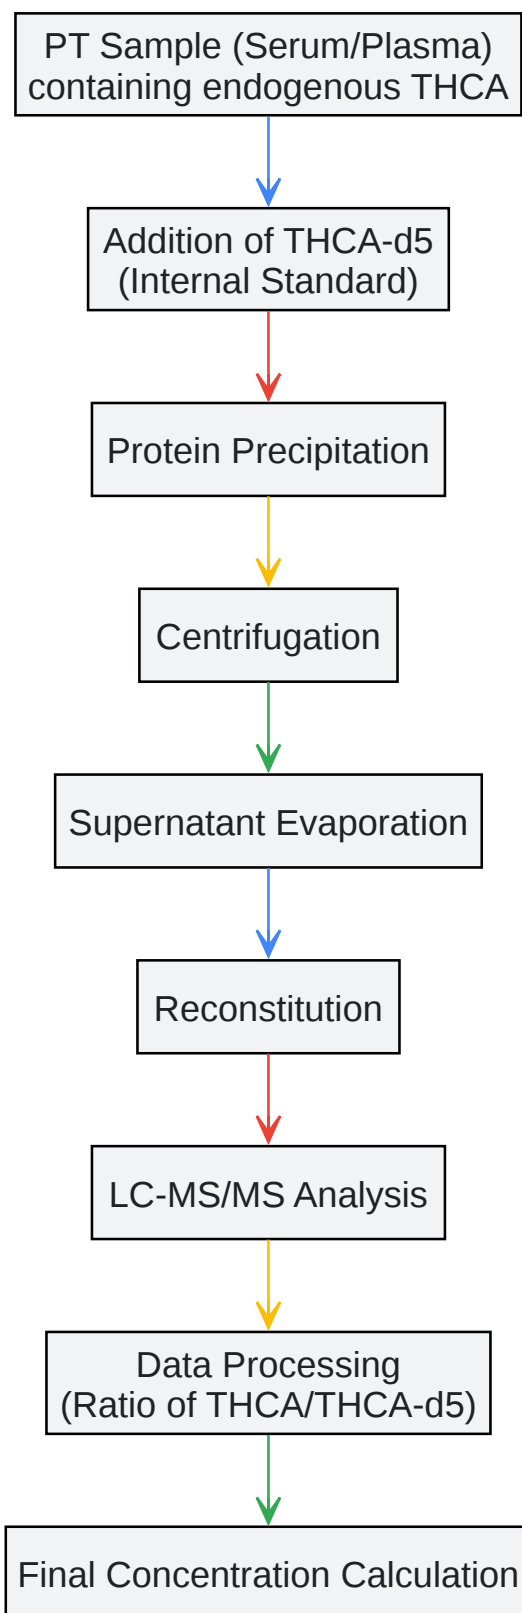 PT Sample (Serum/Plasma)
containing endogenous THCA
Addition of THCA-d5
(Internal Standard)
Protein Precipitation
Centrifugation
Supernatant Evaporation
Reconstitution
LC-MS/MS Analysis
Data Processing
(Ratio of THCA/THCA-d5)
Final Concentration Calculation